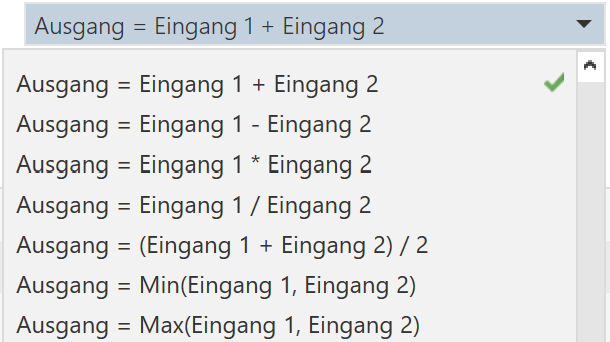 Ausgang = Eingang 1 + Eingang 2
Ausgang = Eingang 1 + Eingang 2
Ausgang = Eingang 1 - Eingang 2
Ausgang = Eingang 1 * Eingang 2
Ausgang = Eingang 1 / Eingang 2
Ausgang = (Eingang 1 + Eingang 2) / 2
Ausgang = Min(Eingang 1, Eingang 2)
Ausgang = Max(Eingang 1, Eingang 2)